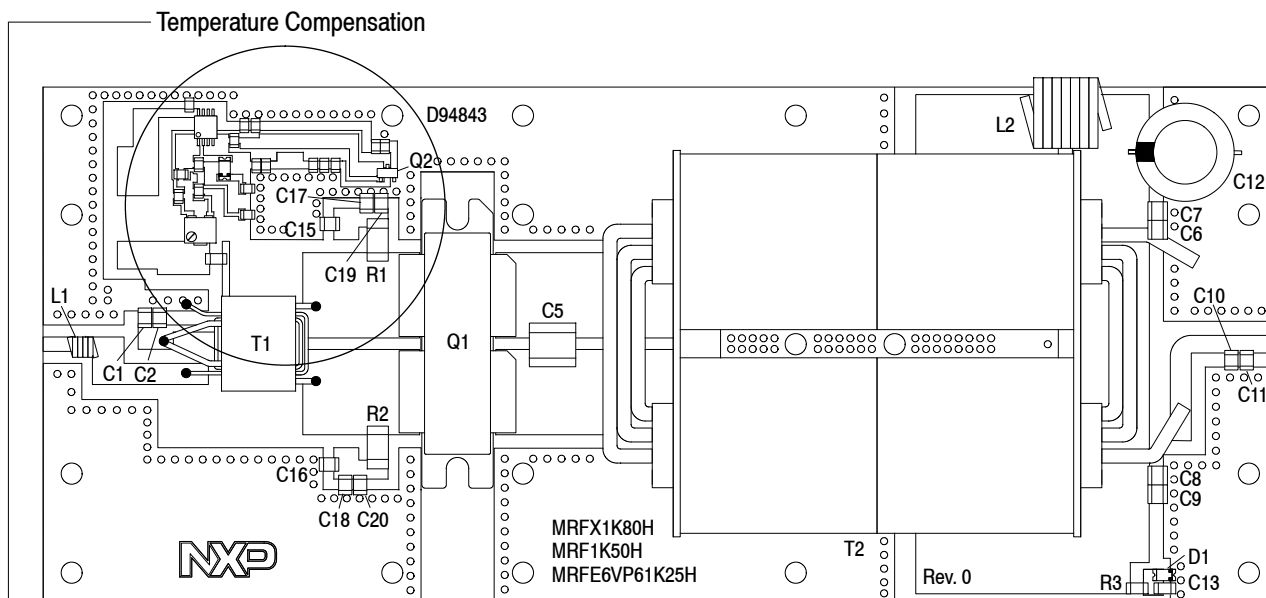 Temperature Compensation
D94843
L2
Q2
C12
C17
C15
C7
C6
C19
R1
L1
C5
C10
T1
Q1
C1
C2
C11
R2
C16
C8
C9
C18
C20
MRFX1K80H
MRF1K50H
MRFE6VP61K25H
NXP
T2
D1
Rev. 0
R3
C13